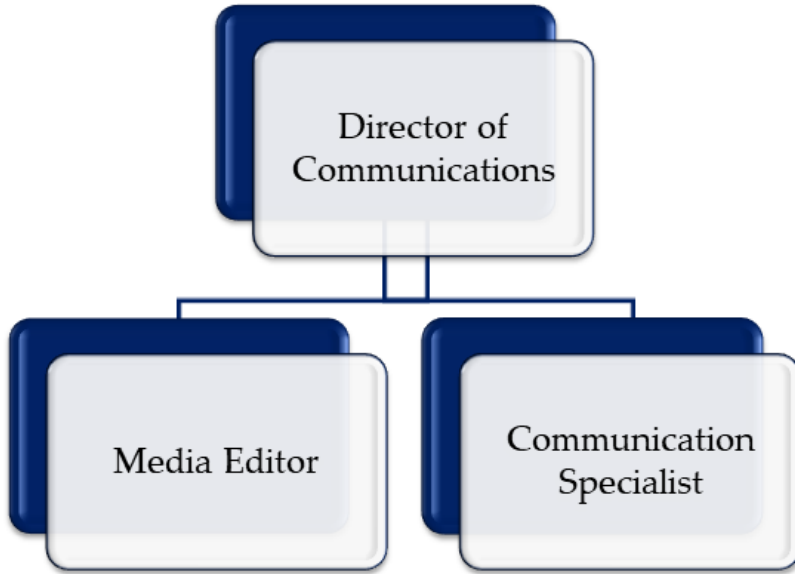 Director of
Communications
Media Editor
Communication
Specialist